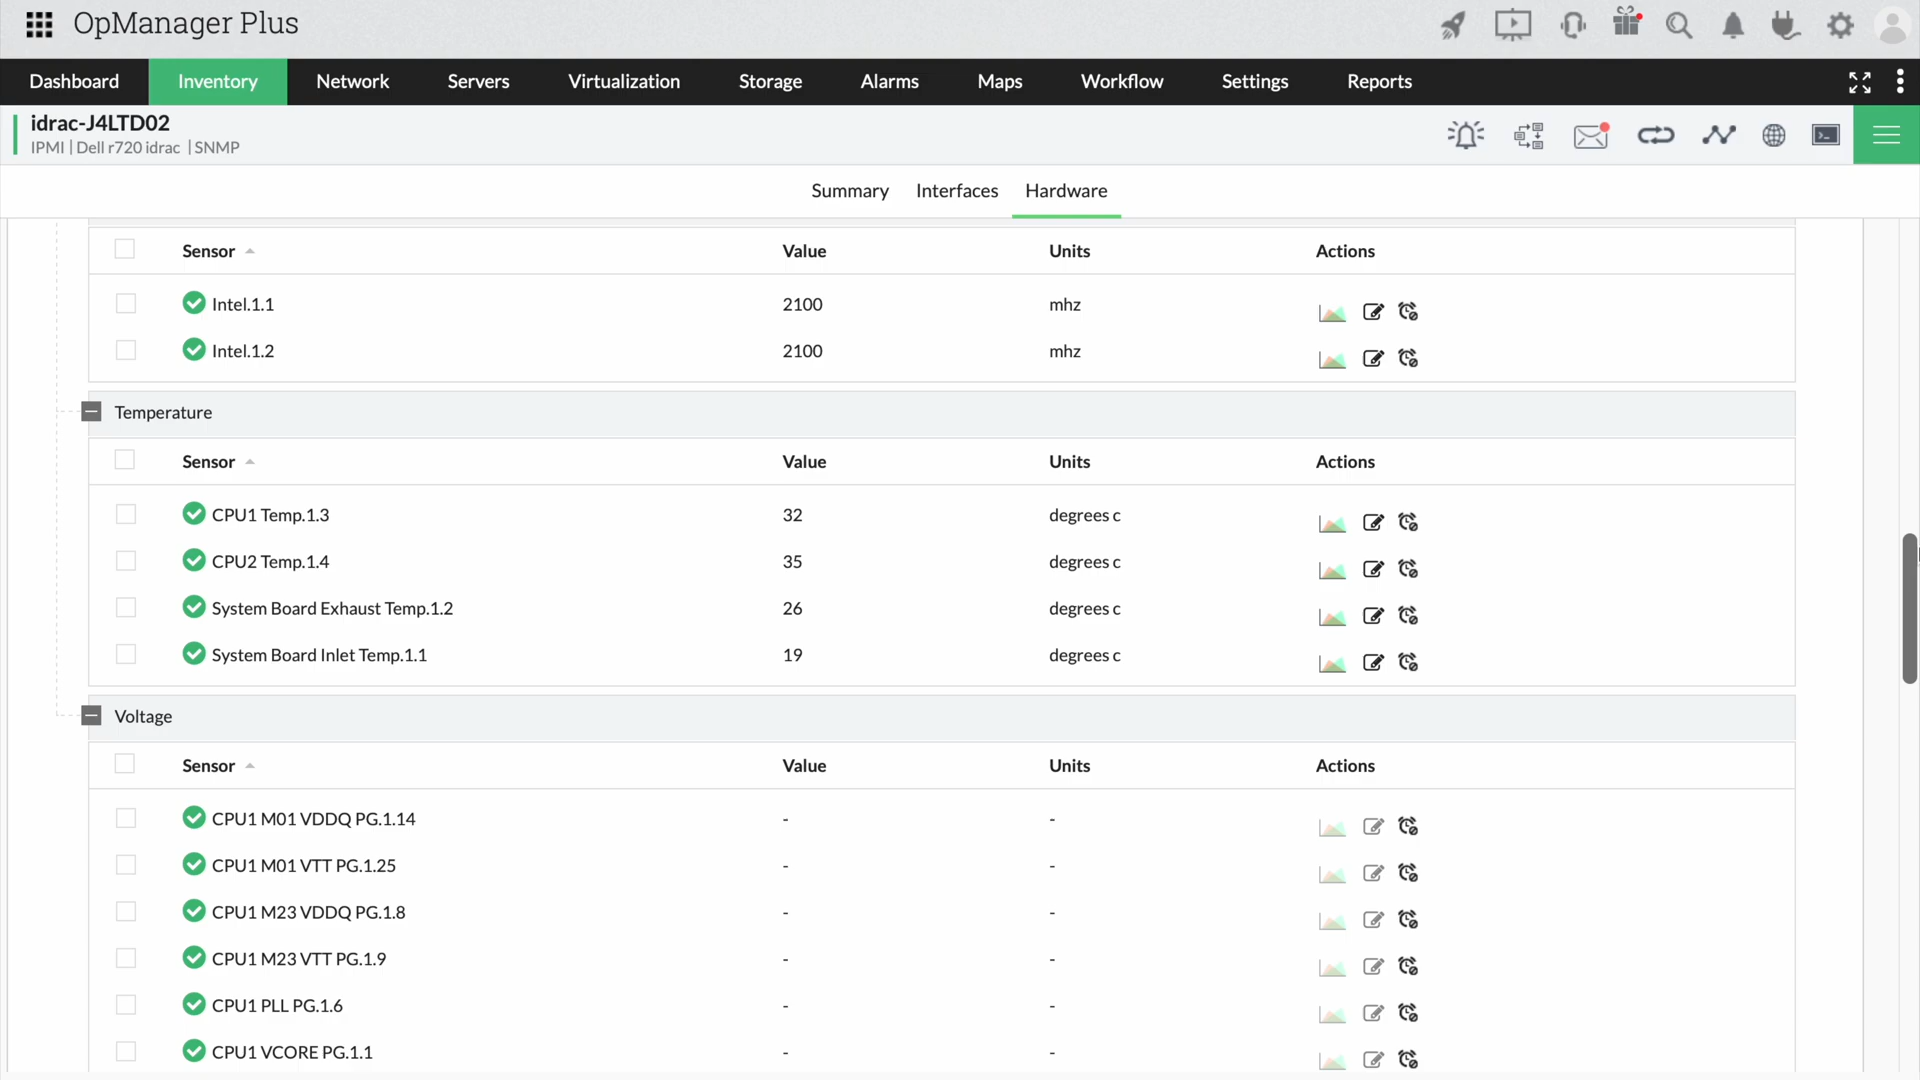 OpManager Plus
Dashboard Inventory Network Servers Virtualization Storage Alarms Maps Workflow Settings Reports
idrac-J4LTD02
IPMI | Dell r720 idrac | SNMP
Summary Interfaces Hardware
Sensor Value Units Actions
Intel.1.1 2100 mhz
Intel.1.2 2100 mhz
Temperature
Sensor Value Units Actions
CPU1 Temp.1.3 32 degrees c
CPU2 Temp.1.4 35 degrees c
System Board Exhaust Temp.1.2 26 degrees c
System Board Inlet Temp.1.1 19 degrees c
Voltage
Sensor Value Units Actions
CPU1 M01 VDDQ PG.1.14 - -
CPU1 M01 VTT PG.1.25 - -
CPU1 M23 VDDQ PG.1.8 - -
CPU1 M23 VTT PG.1.9 - -
CPU1 PLL PG.1.6 - -
CPU1 VCORE PG.1.1 - -